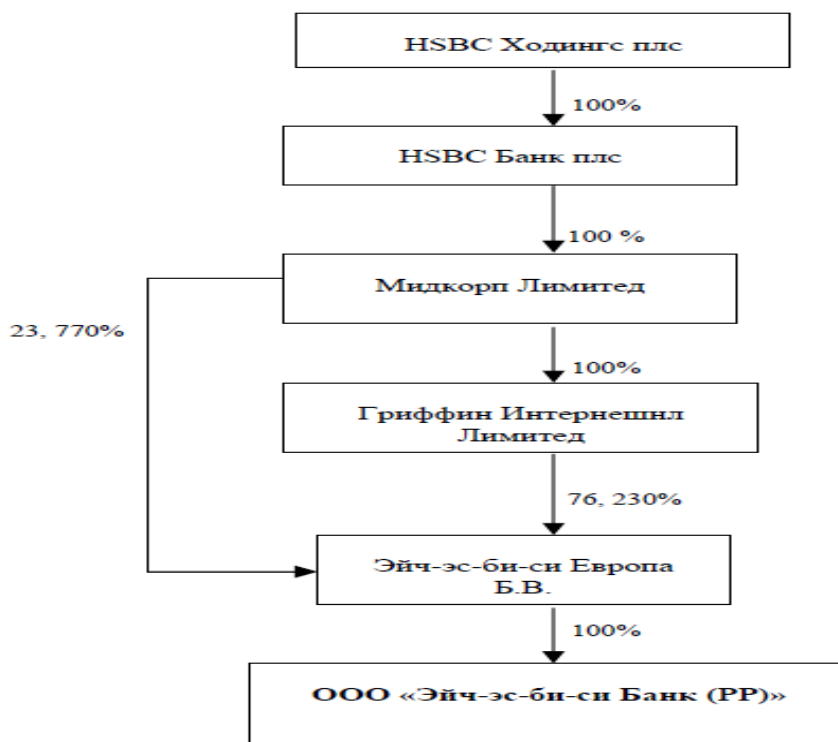 HSBC Ходингс плс
100%
HSBC Банк плс
100 %
Мидкорп Лимитед
23, 770%
100%
Гриффин Интернешнл
Лимитед
76, 230%
Эйч-эс-би-си Европа
Б.В.
100%
ООО «Эйч-эс-би-си Банк (РР)»